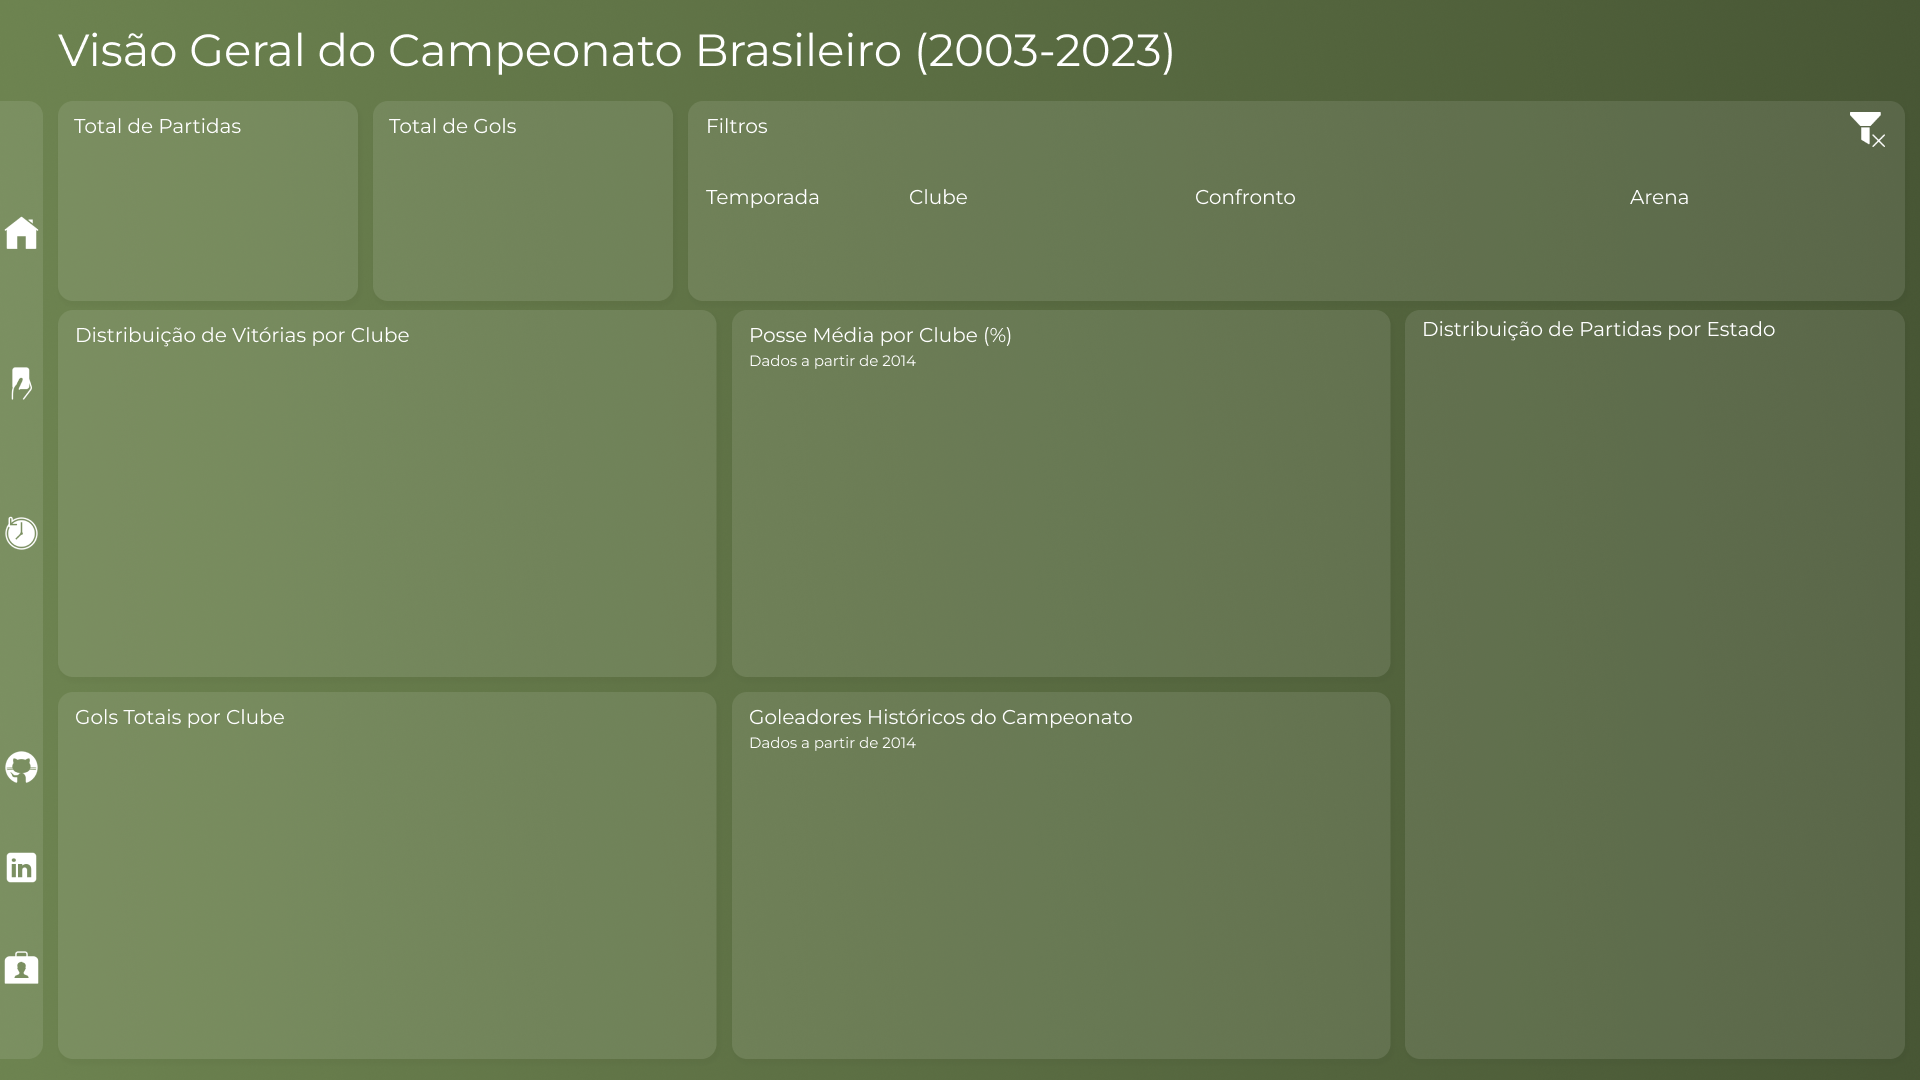 Visão Geral do Campeonato Brasileiro (2003-2023)
Total de Partidas
Total de Gols
Filtros
Temporada
Clube
Confronto
Arena
Distribuição de Vitórias por Clube
Posse Média por Clube (%)
Dados a partir de 2014
Distribuição de Partidas por Estado
Gols Totais por Clube
Goleadores Históricos do Campeonato
Dados a partir de 2014
in